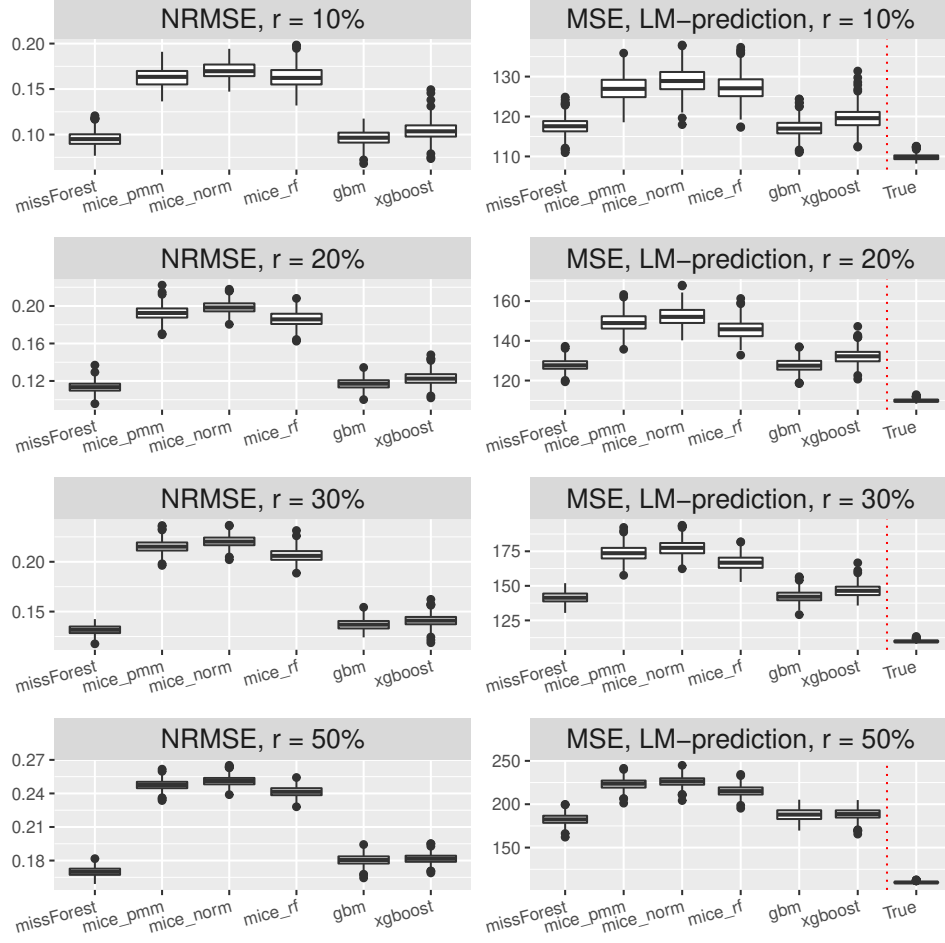 NRMSE, r = 10%
0.20
0.15
0.10
missForest mice_pmm mice_norm mice_rf gbm xgboost
MSE, LM−prediction, r = 10%
130
120
110
missForest mice_pmm mice_norm mice_rf gbm xgboost True
NRMSE, r = 20%
0.20
0.16
0.12
missForest mice_pmm mice_norm mice_rf gbm xgboost
MSE, LM−prediction, r = 20%
160
140
120
missForest mice_pmm mice_norm mice_rf gbm xgboost True
NRMSE, r = 30%
0.20
0.15
missForest mice_pmm mice_norm mice_rf gbm xgboost
MSE, LM−prediction, r = 30%
175
150
125
missForest mice_pmm mice_norm mice_rf gbm xgboost True
NRMSE, r = 50%
0.27
0.24
0.21
0.18
missForest mice_pmm mice_norm mice_rf gbm xgboost
MSE, LM−prediction, r = 50%
250
200
150
missForest mice_pmm mice_norm mice_rf gbm xgboost True